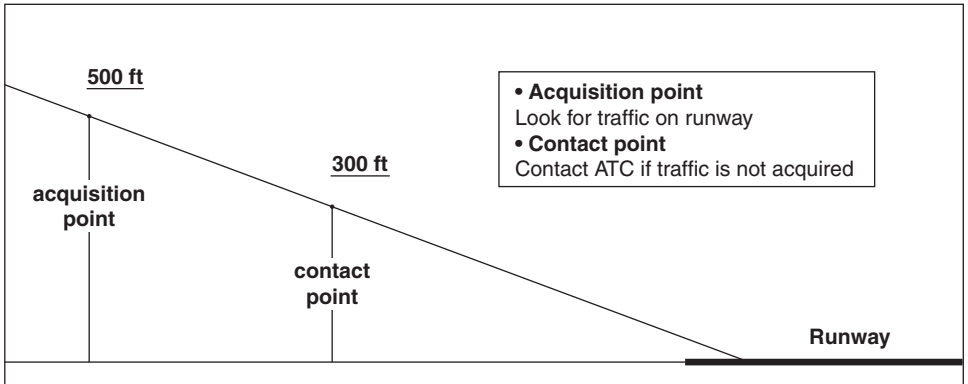 500 ft
• Acquisition point
Look for traffic on runway
• Contact point
Contact ATC if traffic is not acquired
300 ft
acquisition
point
contact
point
Runway